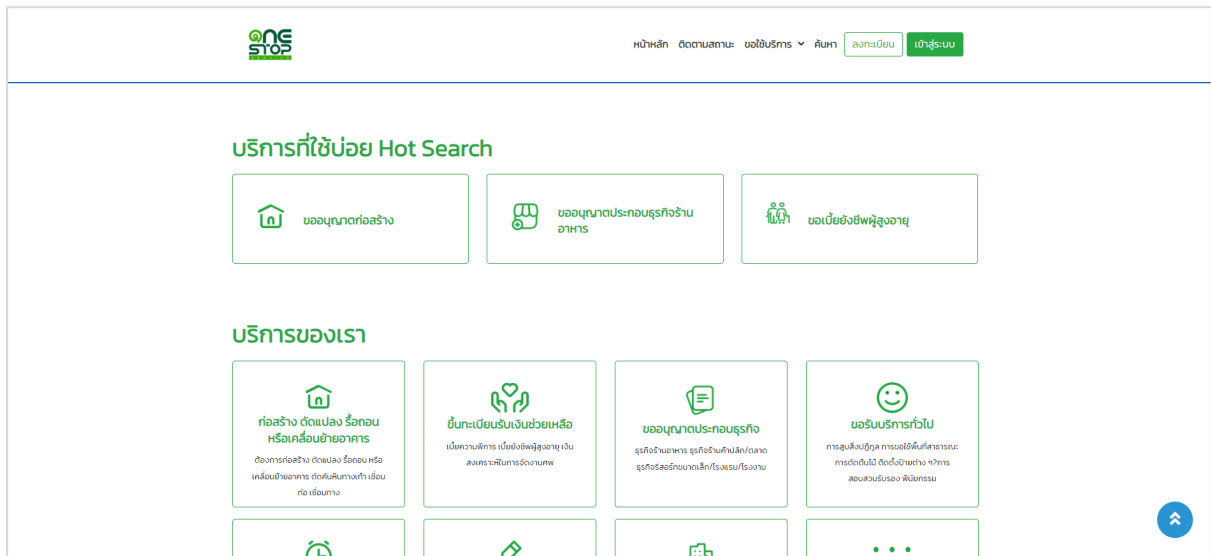 ONE
STOP
SERVICE
หน้าหลัก ติดตามสถานะ ขอใช้บริการ ค้นหา ลงทะเบียน เข้าสู่ระบบ
บริการที่ใช้บ่อย Hot Search
ขออนุญาตก่อสร้าง
ขออนุญาตประกอบธุรกิจร้าน
อาหาร
ขอเบี้ยยังชีพผู้สูงอายุ
บริการของเรา
ก่อสร้าง ดัดแปลง รื้อถอน
หรือเคลื่อนย้ายอาคาร
ต้องการก่อสร้าง ดัดแปลง รื้อถอน หรือ
เคลื่อนย้ายอาคาร ตัดคันหินทางเท้า เชื่อม
ท่อ เชื่อมทาง
ขึ้นทะเบียนรับเงินช่วยเหลือ
เบี้ยความพิการ เบี้ยยังชีพผู้สูงอายุ เงิน
สงเคราะห์ในการจัดงานศพ
ขออนุญาตประกอบธุรกิจ
ธุรกิจร้านอาหาร ธุรกิจร้านค้าปลีก/ตลาด
ธุรกิจรีสอร์ทขนาดเล็ก/โรงแรม/โรงงาน
ขอรับบริการทั่วไป
การสูบสิ่งปฏิกูล การขอใช้พื้นที่สาธารณะ
การตัดต้นไม้ ติดตั้งป้ายต่าง ๆ?การ
สอบสวนรับรอง พินัยกรรม